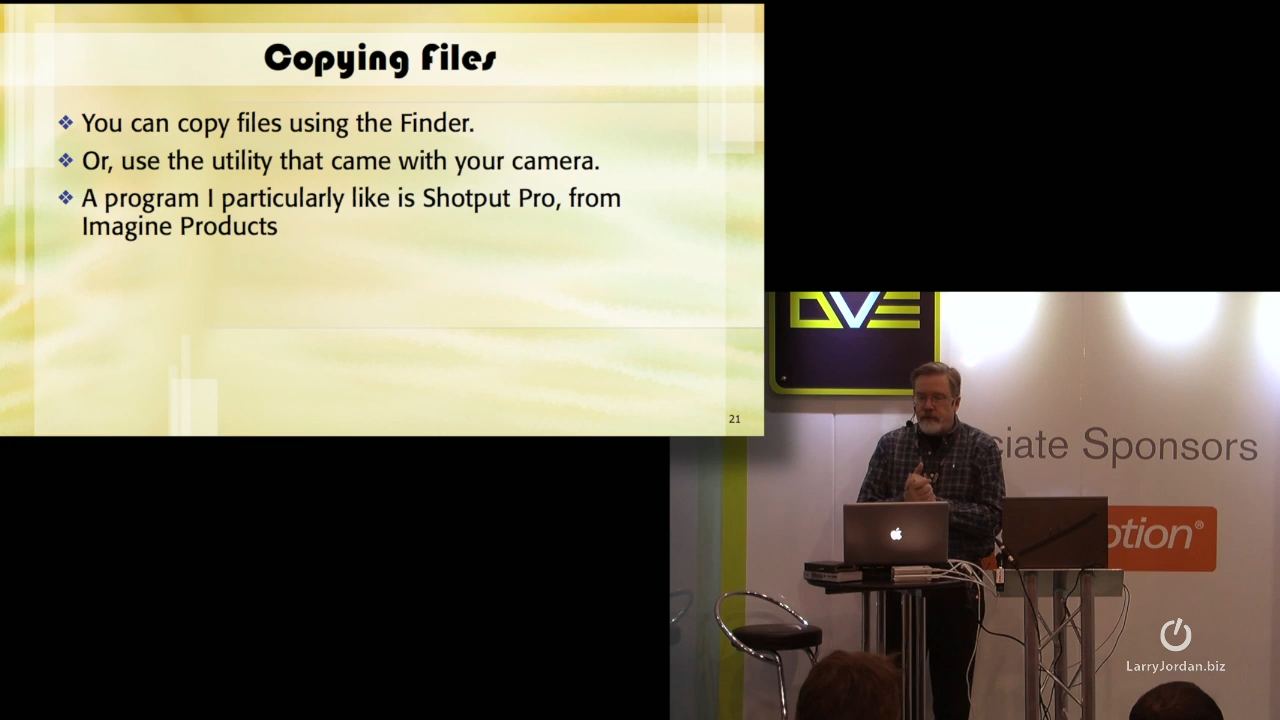 Copying Files
❖ You can copy files using the Finder.
❖ Or, use the utility that came with your camera.
❖ A program I particularly like is Shotput Pro, from
Imagine Products
21
DVE
ciate Sponsors
otion®
LarryJordan.biz